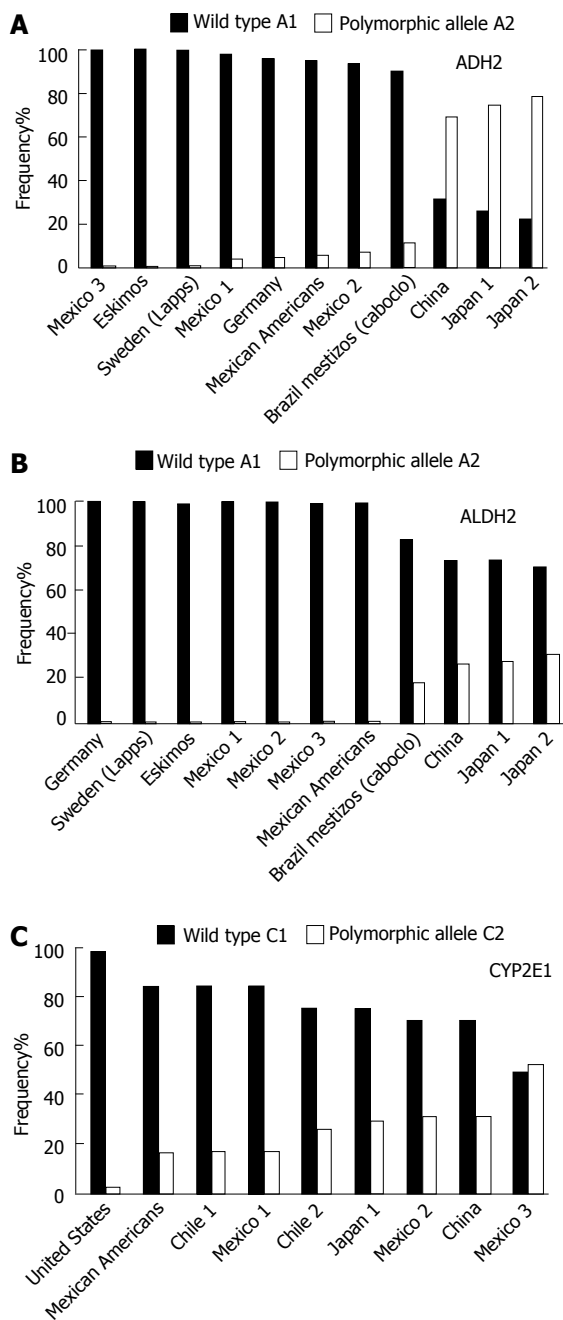 A
Wild type A1 Polymorphic allele A2
ADH2
Frequency%
100
80
60
40
20
0
Mexico 3
Eskimos
Sweden (Lapps)
Mexico 1
Germany
Mexican Americans
Mexico 2
Brazil mestizos (caboclo)
China
Japan 1
Japan 2
B
Wild type A1 Polymorphic allele A2
ALDH2
Frequency%
100
80
60
40
20
0
Germany
Sweden (Lapps)
Eskimos
Mexico 1
Mexico 2
Mexico 3
Mexican Americans
Brazil mestizos (caboclo)
China
Japan 1
Japan 2
C
Wild type C1 Polymorphic allele C2
CYP2E1
Frequency%
100
80
60
40
20
0
United States
Mexican Americans
Chile 1
Mexico 1
Chile 2
Japan 1
Mexico 2
China
Mexico 3